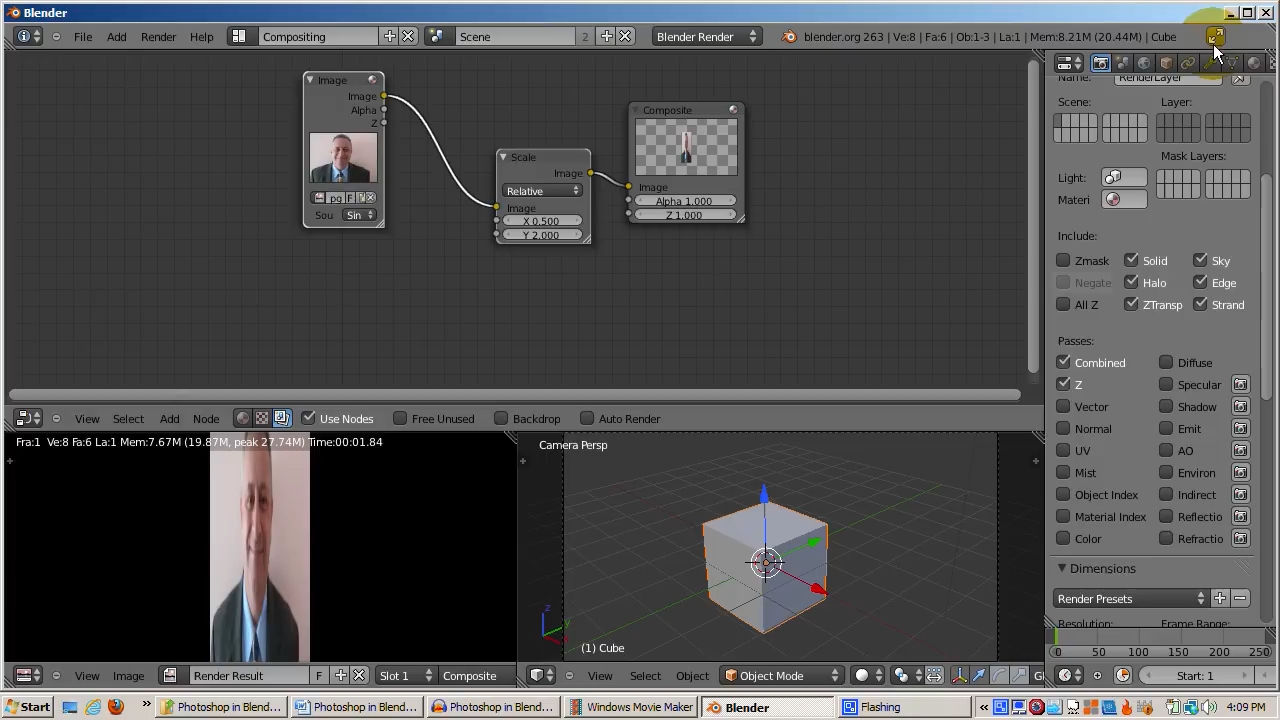 Blender
File Add Render Help Compositing Scene 2 Blender Render blender.org 263 | Ve:8 | Fa:6 | Ob:1-3 | La:1 | Mem:8.21M (20.44M) | Cube
Image
Image
Alpha
Z
pg F
Sou Sin
Scale
Image
Relative
Image
X 0.500
Y 2.000
Composite
Image
Alpha 1.000
Z 1.000
View Select Add Node Use Nodes Free Unused Backdrop Auto Render
Fra:1 Ve:8 Fa:6 La:1 Mem:7.67M (19.87M, peak 27.74M) Time:00:01.84
View Image Render Result F Slot 1 Composite
Camera Persp
z
y
(1) Cube
View Select Object Object Mode
Name: RenderLayer
Scene: Layer:
Mask Layers:
Light:
Materi
Include:
Zmask Solid Sky
Negate Halo Edge
All Z ZTransp Strand
Passes:
Combined Diffuse
Z Specular
Vector Shadow
Normal Emit
UV AO
Mist Environ
Object Index Indirect
Material Index Reflectio
Color Refractio
Dimensions
Render Presets
Resolution: Frame Range:
0 50 100 150 200 250
Start: 1
Start Photoshop in Blend... Photoshop in Blend... Photoshop in Blend... Windows Movie Maker Blender Flashing 4:09 PM